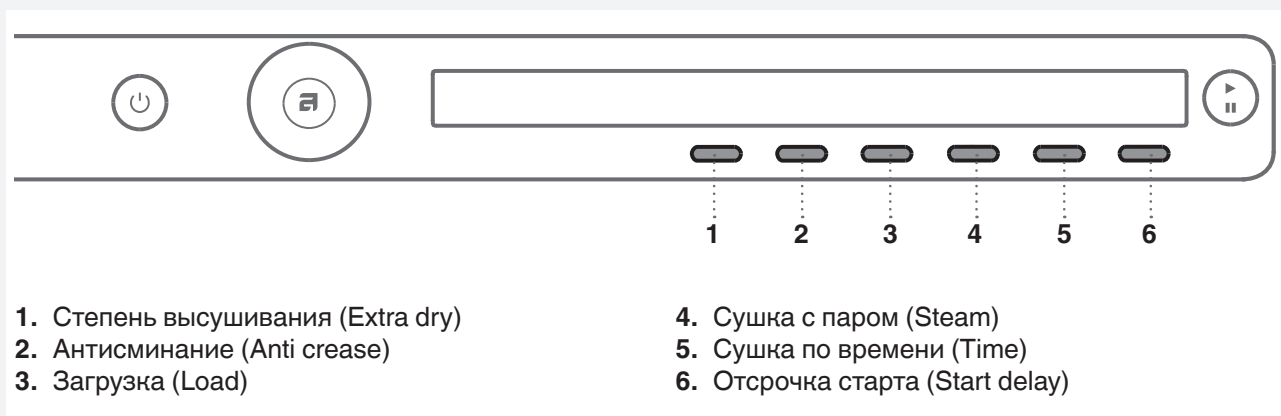 1 2 3 4 5 6
1. Степень высушивания (Extra dry)
2. Антисминание (Anti crease)
3. Загрузка (Load)
4. Сушка с паром (Steam)
5. Сушка по времени (Time)
6. Отсрочка старта (Start delay)